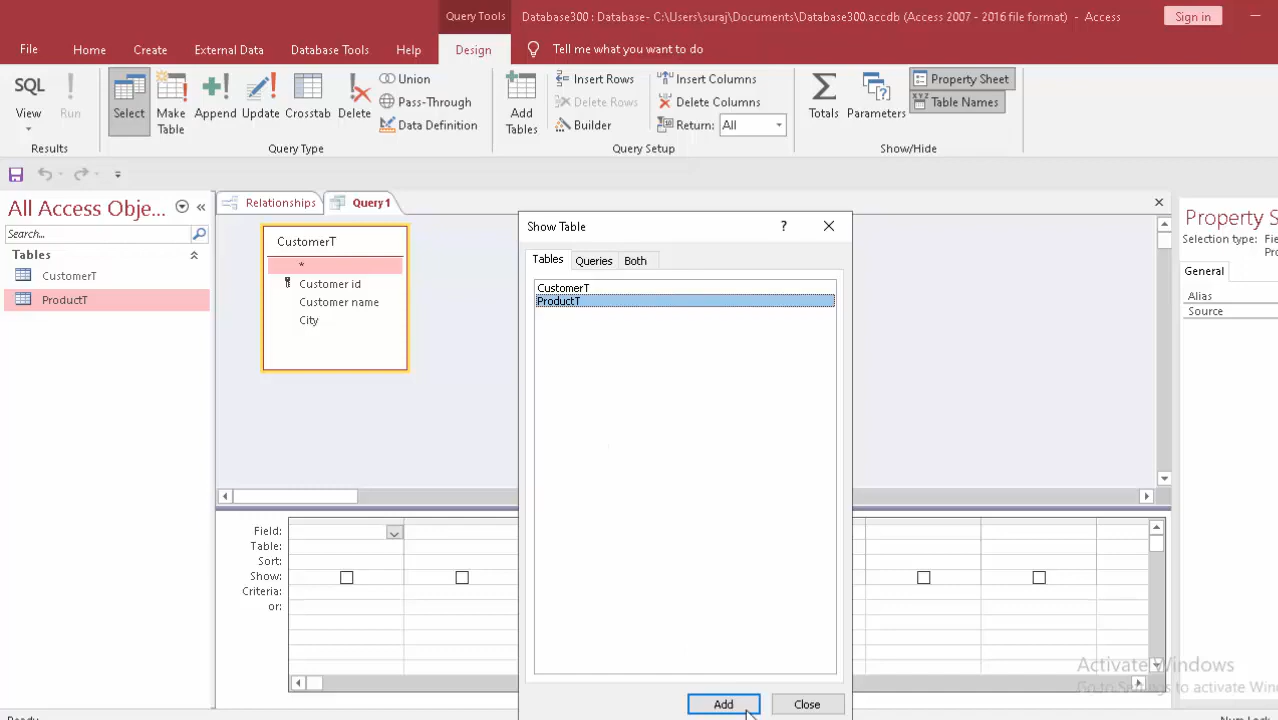 Query Tools
Database300 : Database- C:\Users\suraj\Documents\Database300.accdb (Access 2007 - 2016 file format) - Access
Sign in
File Home Create External Data Database Tools Help Design Tell me what you want to do
SQL
View
Run
Select
Make Table
Append
Update
Crosstab
Delete
Union
Pass-Through
Data Definition
Add Tables
Insert Rows
Delete Rows
Builder
Insert Columns
Delete Columns
Return: All
Totals
Parameters
Property Sheet
Table Names
Results
Query Type
Query Setup
Show/Hide
All Access Obje...
Search...
Tables
CustomerT
ProductT
Relationships
Query1
CustomerT
*
Customer id
Customer name
City
Show Table
?
Tables Queries Both
CustomerT
ProductT
Add
Close
Field:
Table:
Sort:
Show:
Criteria:
or:
Property S
Selection type: Fie
Pro
General
Alias
Source
Activate Windows
Go to Settings to activate Win
Ready
Num Lock